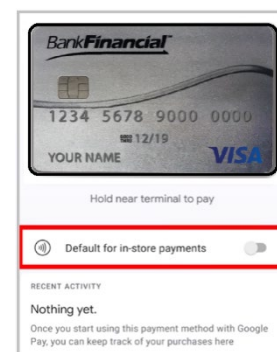 BankFinancial
1234 5678 9000 0000
12/19
YOUR NAME
VISA
Hold near terminal to pay
Default for in-store payments
RECENT ACTIVITY
Nothing yet.
Once you start using this payment method with Google
Pay, you can keep track of your purchases here